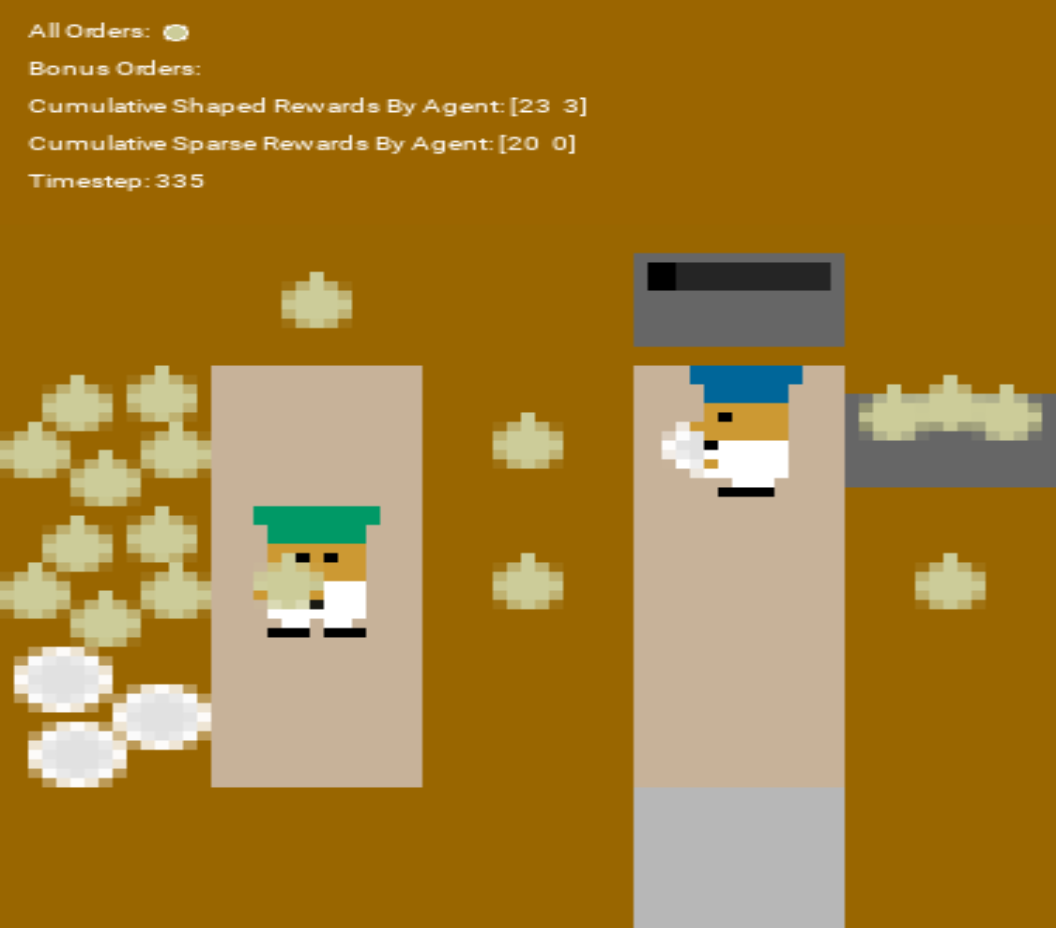 All Orders:
Bonus Orders:
Cumulative Shaped Rewards By Agent: [23 3]
Cumulative Sparse Rewards By Agent: [20 0]
Timestep: 335